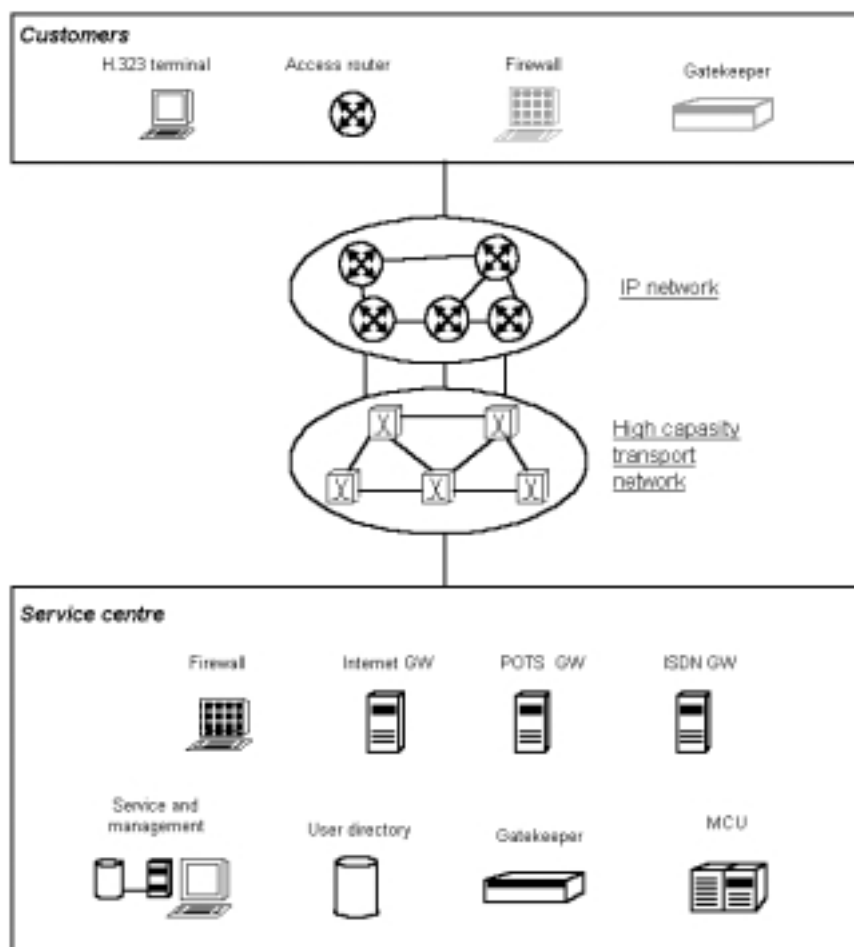 Customers
H.323 terminal
Access router
Firewall
Gatekeeper
IP network
High capasity
transport
network
Service centre
Firewall
Internet GW
POTS GW
ISDN GW
Service and
management
User directory
Gatekeeper
MCU